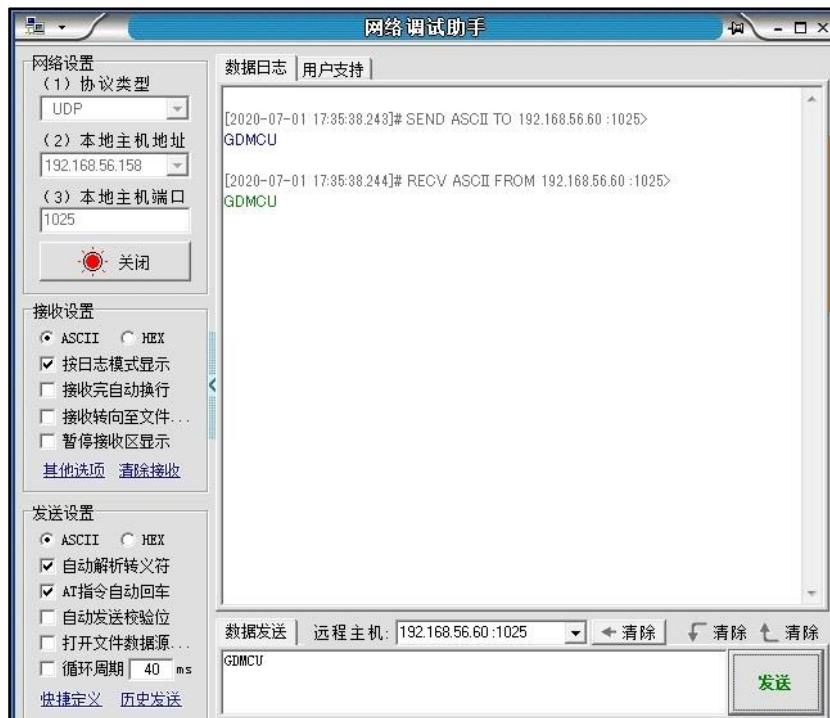 网络调试助手
网络设置
（1）协议类型
UDP
（2）本地主机地址
192.168.56.158
（3）本地主机端口
1025
关闭
接收设置
ASCII HEX
按日志模式显示
接收完自动换行
接收转向至文件...
暂停接收区显示
其他选项 清除接收
发送设置
ASCII HEX
自动解析转义符
AT指令自动回车
自动发送校验位
打开文件数据源...
循环周期 40 ms
快捷定义 历史发送
数据日志 用户支持
[2020-07-01 17:35:38.243]# SEND ASCII TO 192.168.56.60 :1025>
GDMCU
[2020-07-01 17:35:38.244]# RECV ASCII FROM 192.168.56.60 :1025>
GDMCU
数据发送 远程主机: 192.168.56.60 :1025 清除 清除 清除
GDMCU
发送